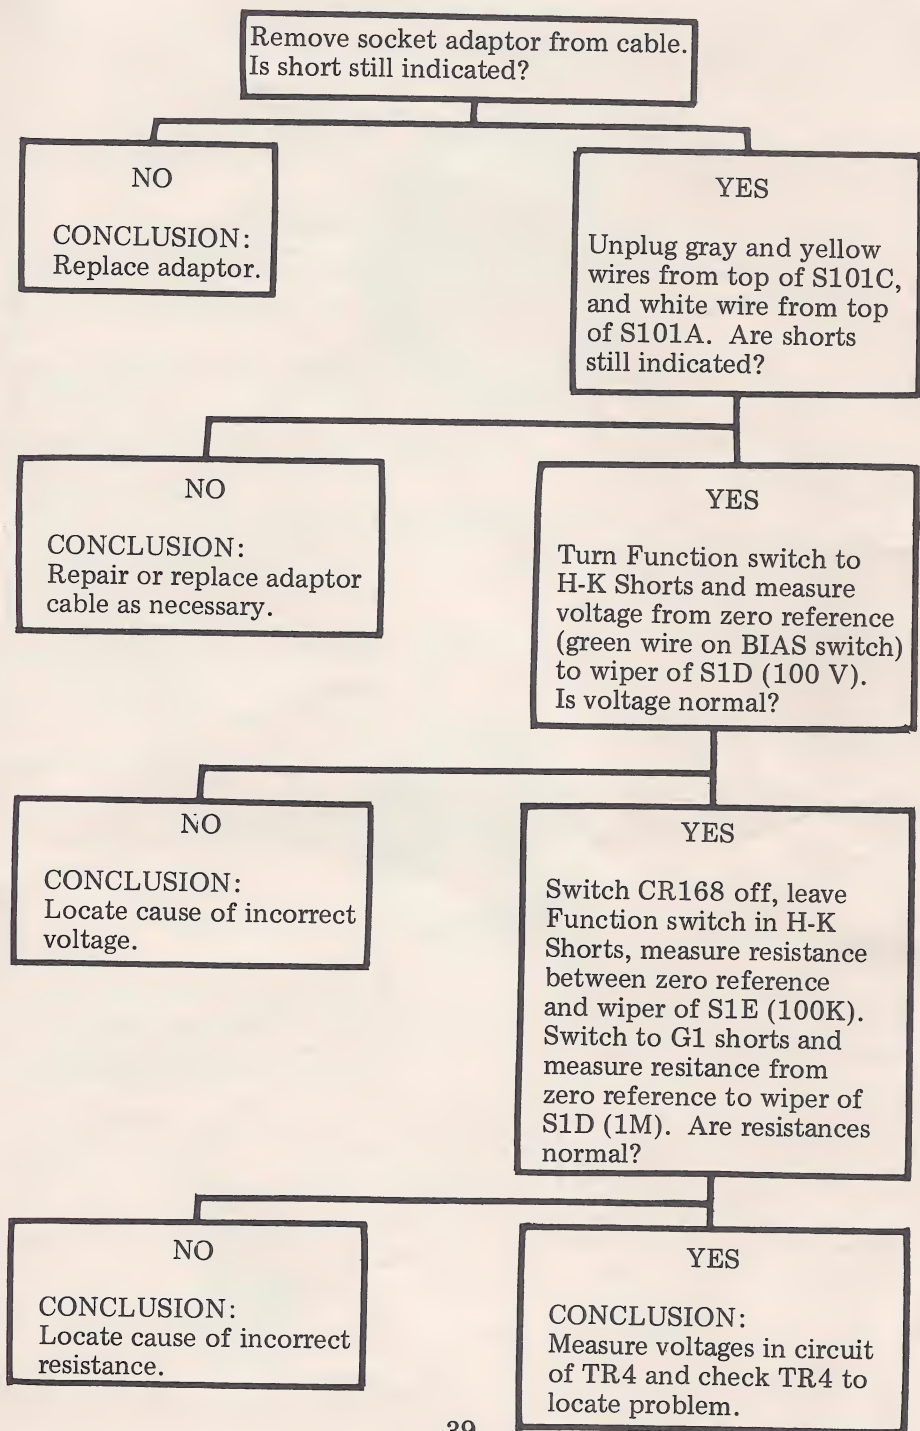 Remove socket adaptor from cable.
Is short still indicated?
NO
CONCLUSION:
Replace adaptor.
YES
Unplug gray and yellow
wires from top of S101C,
and white wire from top
of S101A. Are shorts
still indicated?
NO
CONCLUSION:
Repair or replace adaptor
cable as necessary.
YES
Turn Function switch to
H-K Shorts and measure
voltage from zero reference
(green wire on BIAS switch)
to wiper of S1D (100 V).
Is voltage normal?
NO
CONCLUSION:
Locate cause of incorrect
voltage.
YES
Switch CR168 off, leave
Function switch in H-K
Shorts, measure resistance
between zero reference
and wiper of S1E (100K).
Switch to G1 shorts and
measure resitance from
zero reference to wiper of
S1D (1M). Are resistances
normal?
NO
CONCLUSION:
Locate cause of incorrect
resistance.
YES
CONCLUSION:
Measure voltages in circuit
of TR4 and check TR4 to
locate problem.
39